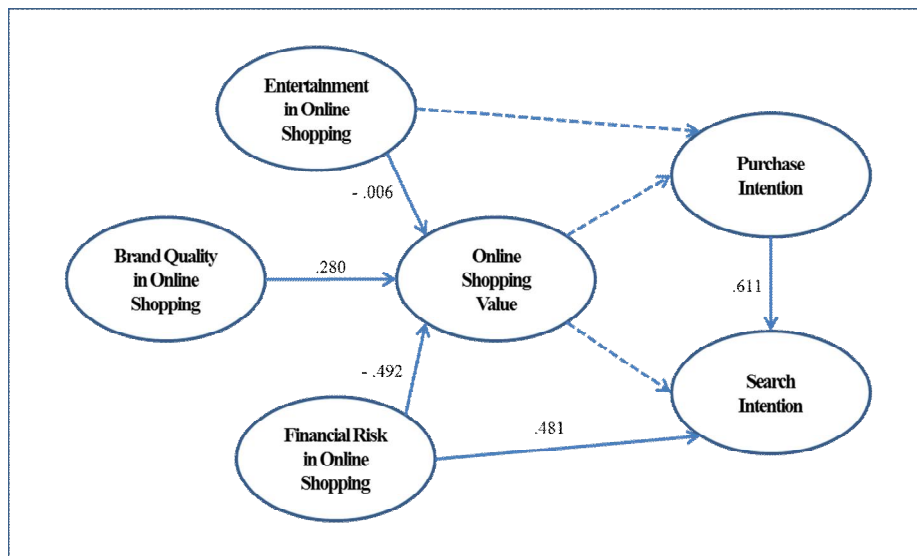 Entertainment
in Online
Shopping
Purchase
Intention
- .006
Brand Quality
in Online
Shopping
.280
Online
Shopping
Value
.611
- .492
Search
Intention
Financial Risk
in Online
Shopping
.481